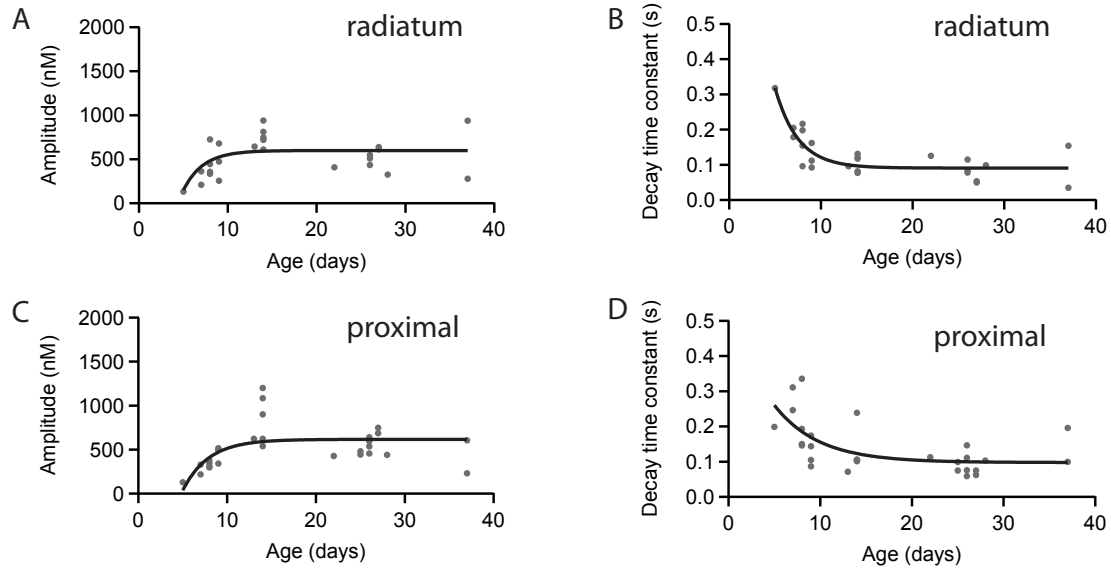 A
radiatum
Amplitude (nM)
2000
1500
1000
500
0
0 10 20 30 40
Age (days)
B
radiatum
Decay time constant (s)
0.5
0.4
0.3
0.2
0.1
0.0
0 10 20 30 40
Age (days)
C
proximal
Amplitude (nM)
2000
1500
1000
500
0
0 10 20 30 40
Age (days)
D
proximal
Decay time constant (s)
0.5
0.4
0.3
0.2
0.1
0.0
0 10 20 30 40
Age (days)